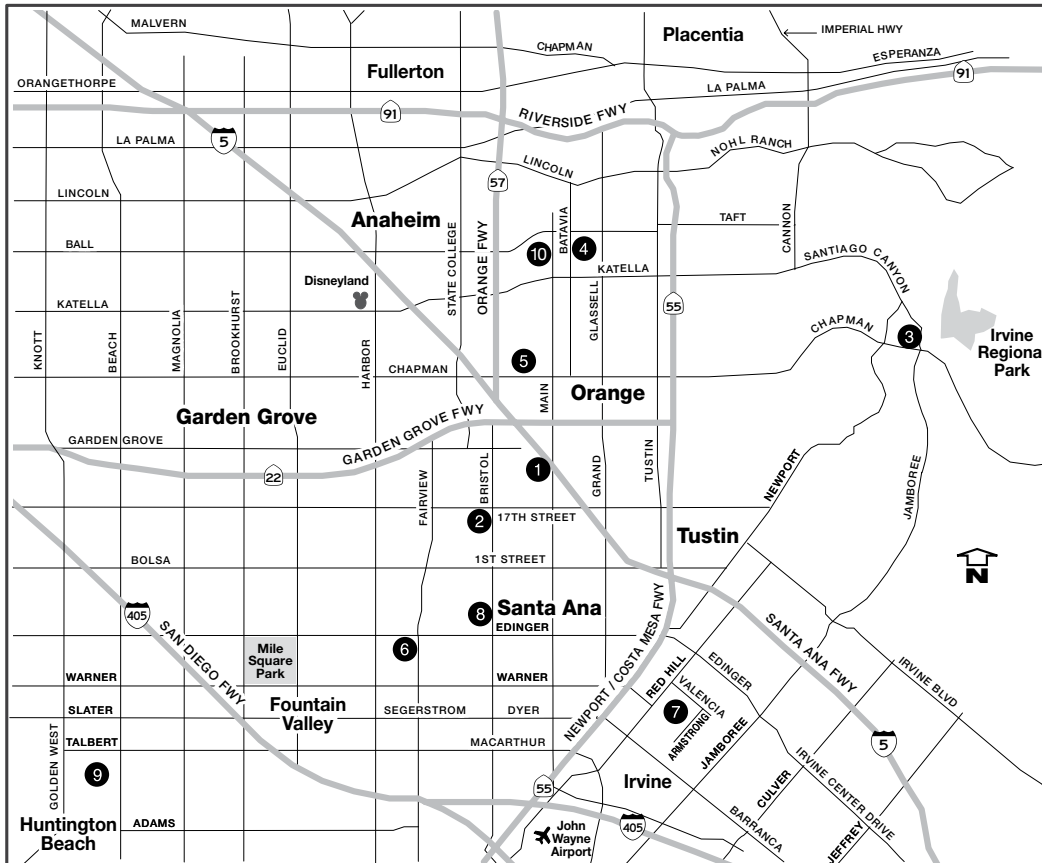 MALVERN
CHAPMAN
Placentia
IMPERIAL HWY
ESPERANZA
Fullerton
91
ORANGETHORPE
LA PALMA
91
RIVERSIDE FWY
5
LA PALMA
NOHL RANCH
LINCOLN
57
LINCOLN
Anaheim
TAFT
STATE COLLEGE
ORANGE FWY
BATAVIA
CANNON
BALL
10
4
SANTIAGO CANYON
KATELLA
Disneyland
KATELLA
GLASSELL
55
KNOTT
BEACH
MAGNOLIA
BROOKHURST
EUCLID
HARBOR
CHAPMAN
3
Irvine
Regional
Park
5
CHAPMAN
MAIN
Orange
Garden Grove
GARDEN GROVE FWY
GARDEN GROVE
22
1
FAIRVIEW
BRISTOL
GRAND
TUSTIN
NEWPORT
JAMBOREE
2
17TH STREET
Tustin
BOLSA
1ST STREET
N
405
8
Santa Ana
EDINGER
SAN DIEGO FWY
Mile
Square
Park
6
NEWPORT / COSTA MESA FWY
SANTA ANA FWY
IRVINE BLVD
WARNER
WARNER
RED HILL
EDINGER
VALENCIA
7
ARMSTRONG
JAMBOREE
Fountain
Valley
SLATER
SEGERSTROM
DYER
TALBERT
MACARTHUR
5
GOLDEN WEST
9
55
Irvine
CULVER
IRVINE CENTER DRIVE
Huntington
Beach
ADAMS
John
Wayne
Airport
405
BARRANCA
JEFFREY